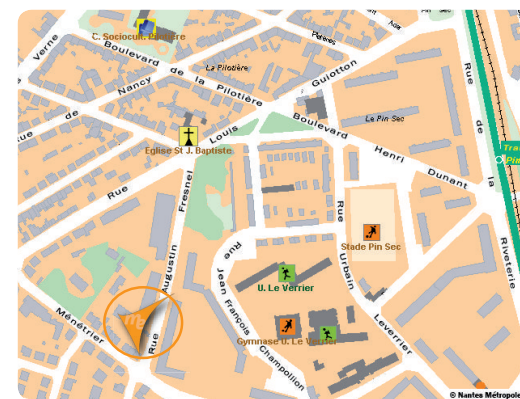 Verne
C. Sociocult. Pilotière
Boulevard de la Pilotière
La Pilotière
Guiotton
Rue de Nancy
Louis
Eglise St J. Baptiste
Boulevard Henri Dunant
Le Pin Sec
Rue de la Riveterie
Rue
Rue Augustin Fresnel
Stade Pin Sec
Rue Urbain Leverrier
U. Le Verrier
Rue Jean François Champollion
Gymnase U. Le Verrier
Ménétrier
© Nantes Métropole